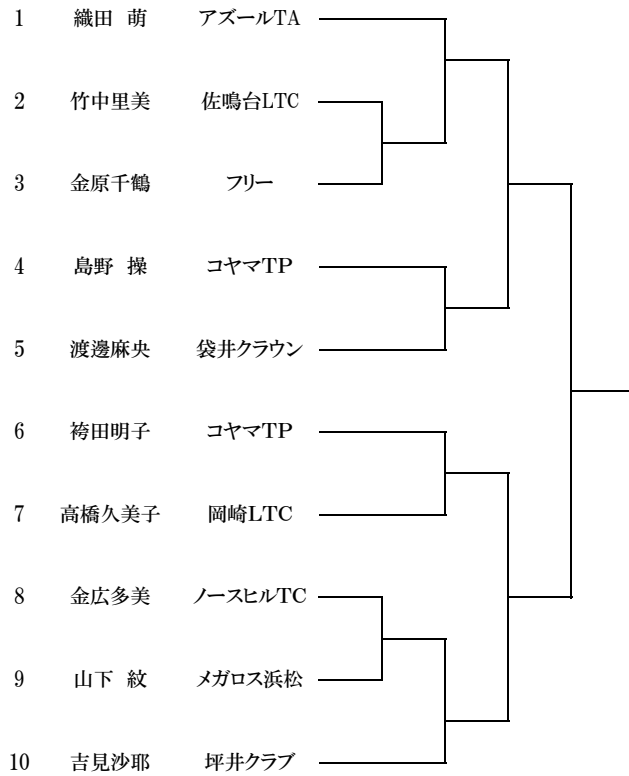 1 織田 萌 アズールTA
2 竹中里美 佐鳴台LTC
3 金原千鶴 フリー
4 島野 操 コヤマTP
5 渡邊麻央 袋井クラウン
6 袴田明子 コヤマTP
7 高橋久美子 岡崎LTC
8 金広多美 ノースヒルTC
9 山下 紋 メガロス浜松
10 吉見沙耶 坪井クラブ